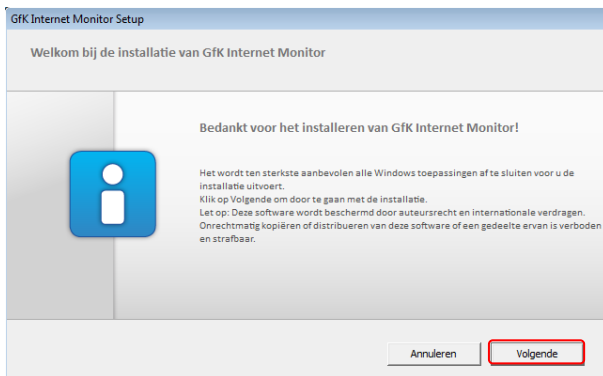 GfK Internet Monitor Setup
Welkom bij de installatie van GfK Internet Monitor
Bedankt voor het installeren van GfK Internet Monitor!
Het wordt ten sterkste aanbevolen alle Windows toepassingen af te sluiten voor u de
installatie uitvoert.
Klik op Volgende om door te gaan met de installatie.
Let op: Deze software wordt beschermd door auteursrecht en internationale verdragen.
Onrechtmatig kopiëren of distribueren van deze software of een gedeelte ervan is verboden
en strafbaar.
Annuleren
Volgende